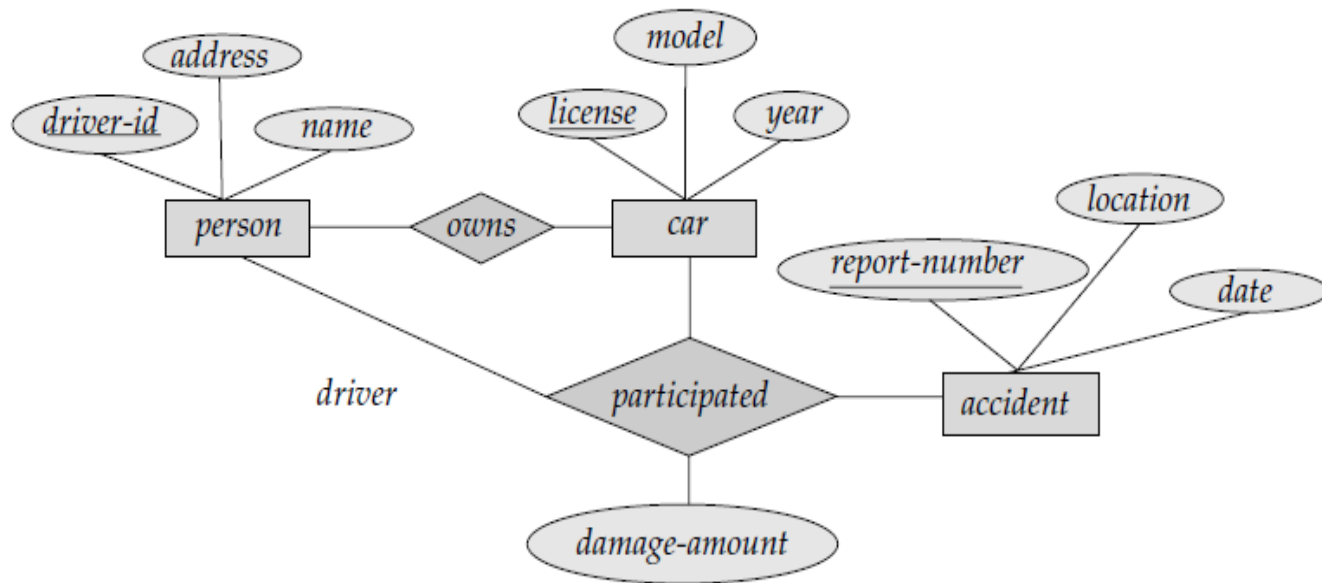 model
address
license
year
driver-id
name
location
person
owns
car
report-number
date
driver
participated
accident
damage-amount